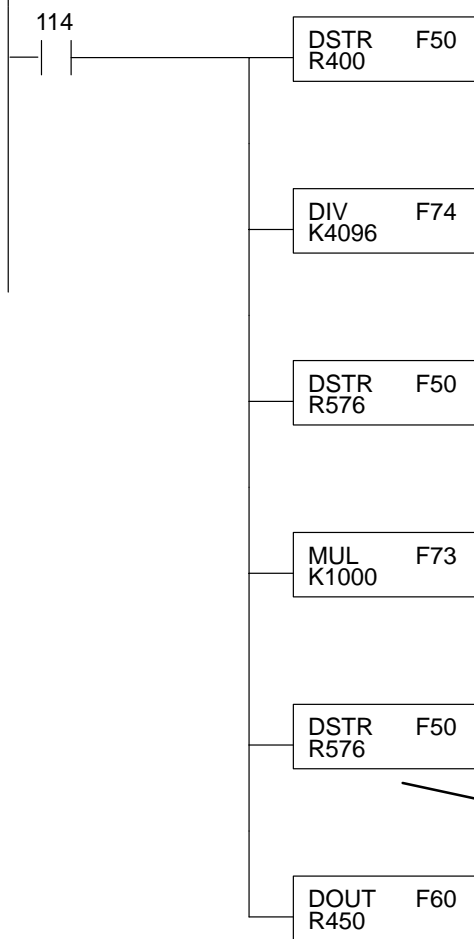 114
DSTR F50
R400
DIV F74
K4096
DSTR F50
R576
MUL F73
K1000
DSTR F50
R576
DOUT F60
R450